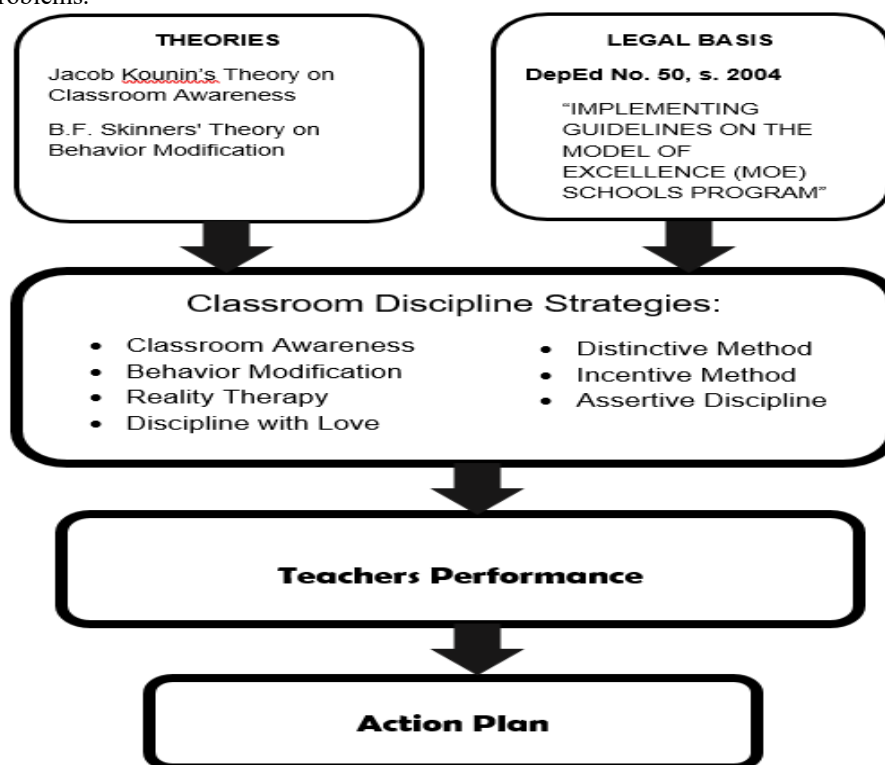 roblems.
THEORIES
Jacob Kounin's Theory on
Classroom Awareness
B.F. Skinners' Theory on
Behavior Modification
LEGAL BASIS
DepEd No. 50, s. 2004
“IMPLEMENTING
GUIDELINES ON THE
MODEL OF
EXCELLENCE (MOE)
SCHOOLS PROGRAM”
Classroom Discipline Strategies:
• Classroom Awareness
• Behavior Modification
• Reality Therapy
• Discipline with Love
• Distinctive Method
• Incentive Method
• Assertive Discipline
Teachers Performance
Action Plan